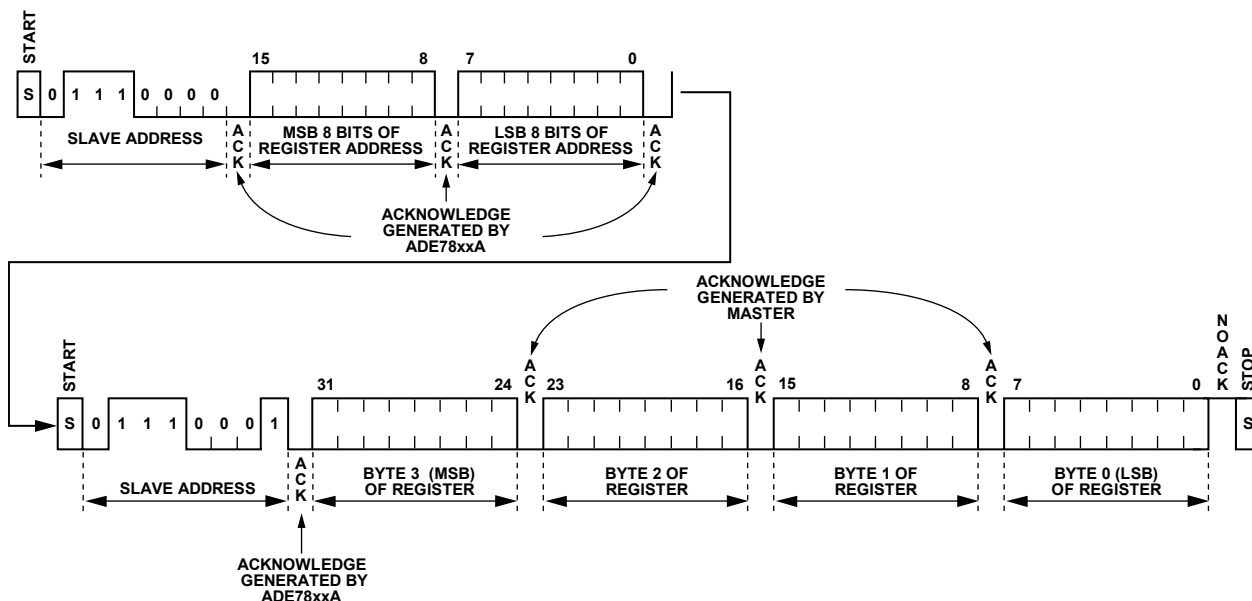 START
15 8 7 0
S 0 1 1 1 0 0 0 0
SLAVE ADDRESS
ACK
MSB 8 BITS OF
REGISTER ADDRESS
ACK
LSB 8 BITS OF
REGISTER ADDRESS
ACK
ACKNOWLEDGE
GENERATED BY
ADE78xxA
ACKNOWLEDGE
GENERATED BY
MASTER
START
31 24
ACK
23 16
ACK
15 8
ACK
7 0
NOACK
STOP
S 0 1 1 1 0 0 0 1
S
SLAVE ADDRESS
ACK
BYTE 3 (MSB)
OF REGISTER
BYTE 2 OF
REGISTER
BYTE 1 OF
REGISTER
BYTE 0 (LSB)
OF REGISTER
ACKNOWLEDGE
GENERATED BY
ADE78xxA